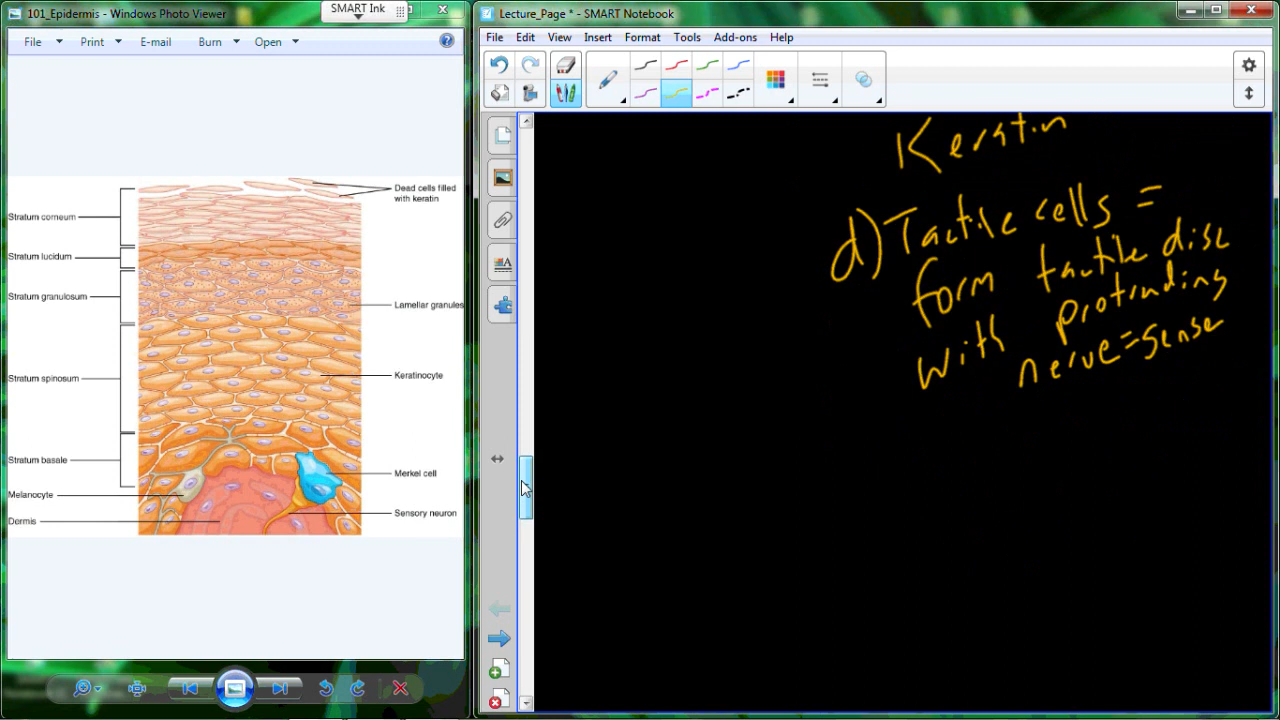 101_Epidermis - Windows Photo Viewer
SMART Ink
File Print E-mail Burn Open
Dead cells filled
with keratin
Stratum corneum
Stratum lucidum
Stratum granulosum
Lamellar granules
Keratinocyte
Stratum spinosum
Stratum basale
Merkel cell
Melanocyte
Sensory neuron
Dermis
Lecture_Page * - SMART Notebook
File Edit View Insert Format Tools Add-ons Help
Keratin
d) Tactile cells =
form tactile disc
with protruding
nerve = sense